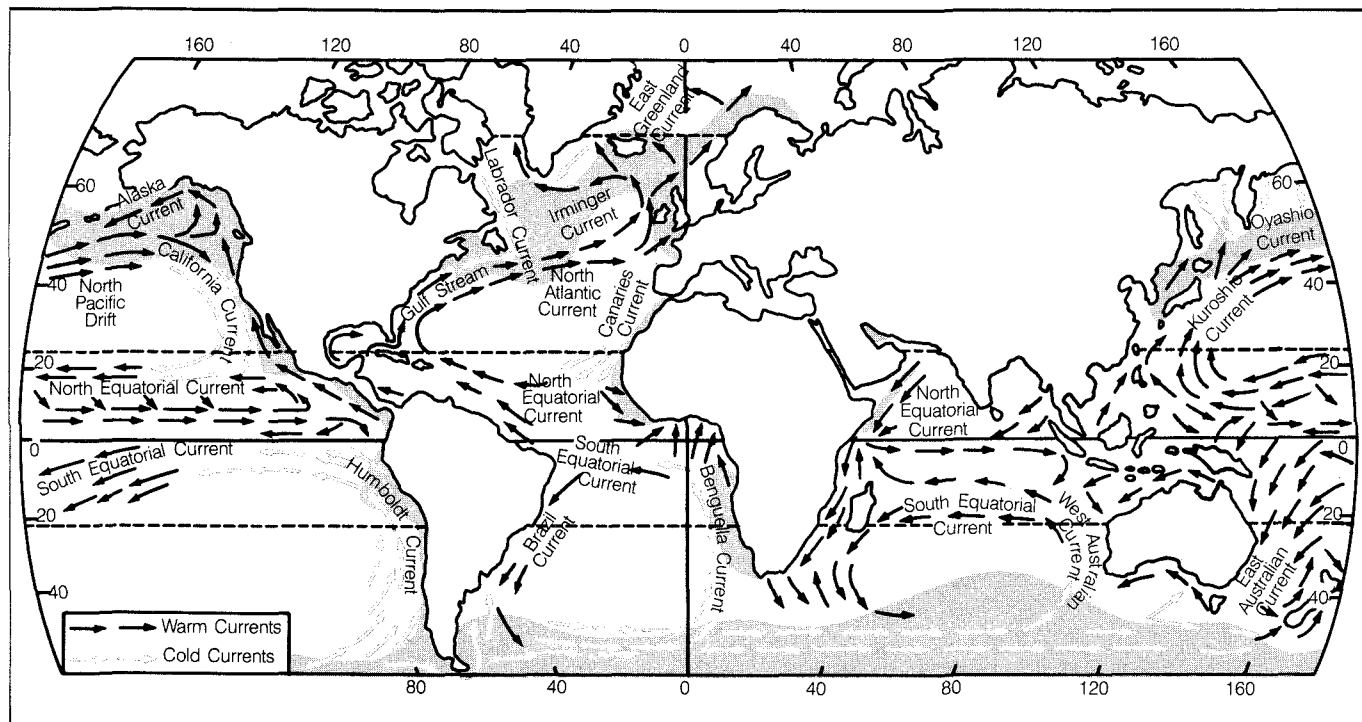 160 120 80 40 0 40 80 120 160
East
Greenland
Current
Labrador Current
60
Alaska
Current
Irminger
Current
60
Oyashio
Current
California Current
Gulf Stream
40
North
Pacific
Drift
North
Atlantic
Current
Canaries
Current
Kuroshio
Current
40
20
20
North Equatorial Current
North
Equatorial
Current
North
Equatorial
Current
0
0
South Equatorial Current
South
Equatorial
Current
Humboldt
Current
Benguella Current
South Equatorial
Current
West Australian
Current
20
20
Brazil
Current
East
Australian
Current
40
40
Warm Currents
Cold Currents
80 40 0 40 80 120 160